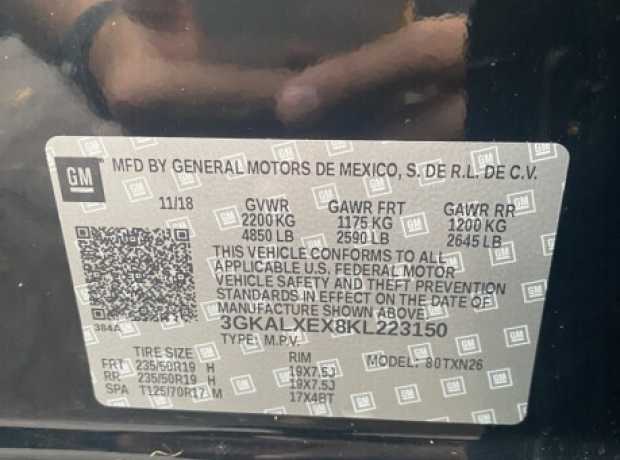 GM MFD BY GENERAL MOTORS DE MEXICO, S. DE R.L. DE C.V.
11/18 GVWR GAWR FRT GAWR RR
2200 KG 1175 KG 1200 KG
4850 LB 2590 LB 2645 LB
THIS VEHICLE CONFORMS TO ALL
APPLICABLE U.S. FEDERAL MOTOR
VEHICLE SAFETY AND THEFT PREVENTION
STANDARDS IN EFFECT ON THE DATE OF
MANUFACTURE SHOWN ABOVE
384A 3GKALXEX8KL223150
TYPE: M.P.V.
TIRE SIZE RIM MODEL: 80TXN26
FRT 235/50R19 H 19X7.5J
RR 235/50R19 H 19X7.5J
SPA T125/70R17 M 17X4BT